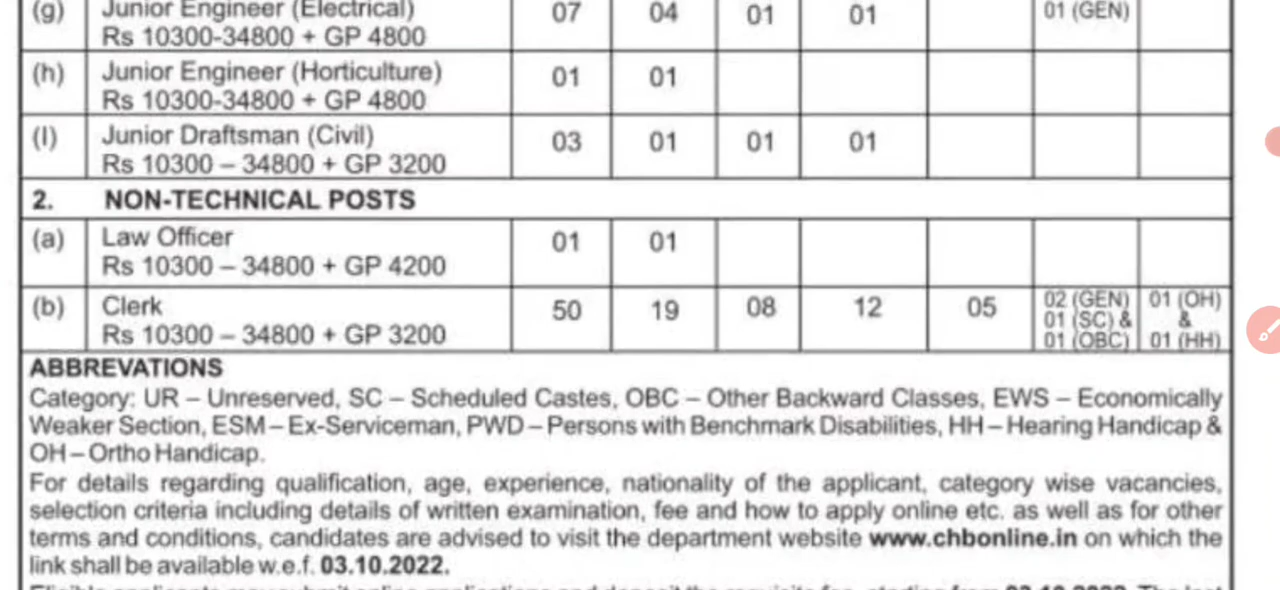 (g) Junior Engineer (Electrical) 07 04 01 01 01 (GEN)
Rs 10300-34800 + GP 4800
(h) Junior Engineer (Horticulture) 01 01
Rs 10300-34800 + GP 4800
(I) Junior Draftsman (Civil) 03 01 01 01
Rs 10300 – 34800 + GP 3200
2. NON-TECHNICAL POSTS
(a) Law Officer 01 01
Rs 10300 – 34800 + GP 4200
(b) Clerk 50 19 08 12 05 02 (GEN) 01 (OH)
01 (SC) & &
Rs 10300 – 34800 + GP 3200 01 (OBC) 01 (HH)
ABBREVATIONS
Category: UR – Unreserved, SC – Scheduled Castes, OBC – Other Backward Classes, EWS – Economically
Weaker Section, ESM – Ex-Serviceman, PWD – Persons with Benchmark Disabilities, HH – Hearing Handicap &
OH – Ortho Handicap.
For details regarding qualification, age, experience, nationality of the applicant, category wise vacancies,
selection criteria including details of written examination, fee and how to apply online etc. as well as for other
terms and conditions, candidates are advised to visit the department website www.chbonline.in on which the
link shall be available w.e.f. 03.10.2022.